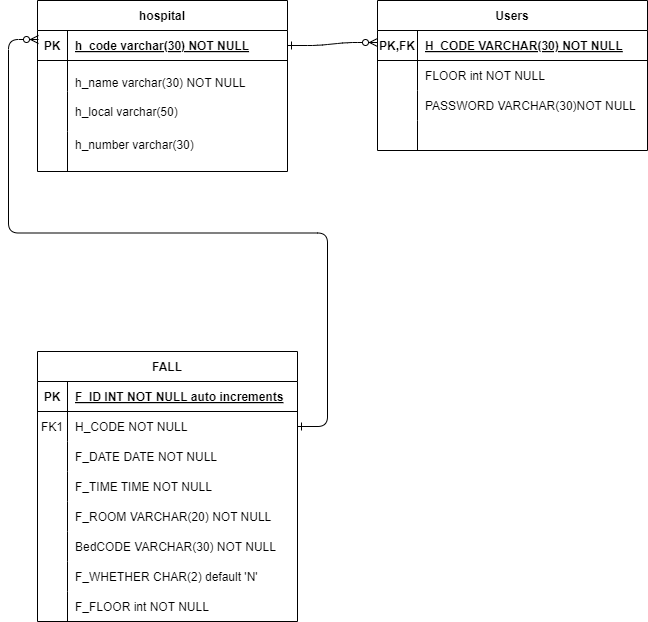 hospital
PK h_code varchar(30) NOT NULL
h_name varchar(30) NOT NULL
h_local varchar(50)
h_number varchar(30)
Users
PK,FK H_CODE VARCHAR(30) NOT NULL
FLOOR int NOT NULL
PASSWORD VARCHAR(30)NOT NULL
FALL
PK F_ID INT NOT NULL auto increments
FK1 H_CODE NOT NULL
F_DATE DATE NOT NULL
F_TIME TIME NOT NULL
F_ROOM VARCHAR(20) NOT NULL
BedCODE VARCHAR(30) NOT NULL
F_WHETHER CHAR(2) default 'N'
F_FLOOR int NOT NULL